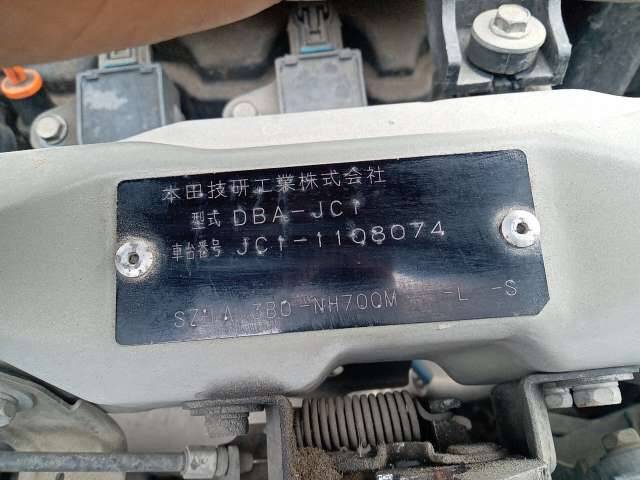 本田技研工業株式会社
型式 DBA-JC1
車台番号 JC1-1108074
SZ1A 3B0-NH700M -L -S